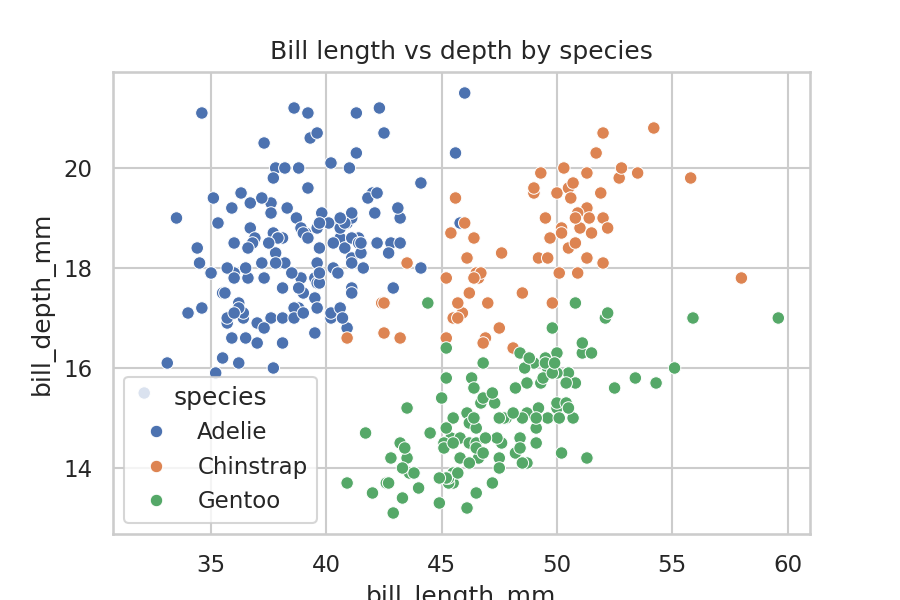 Bill length vs depth by species
bill_depth_mm
20
18
16
14
species
Adelie
Chinstrap
Gentoo
35
40
45
50
55
60
bill_length_mm